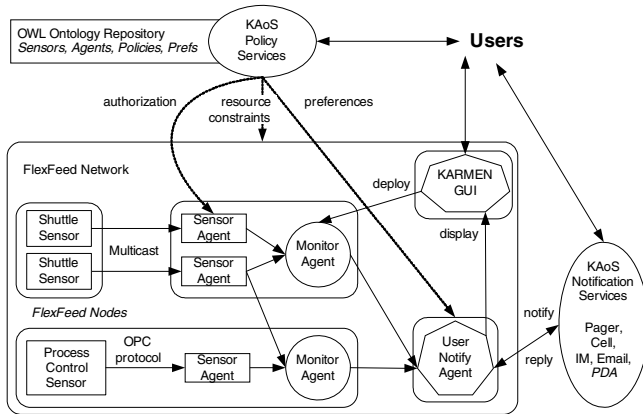 OWL Ontology Repository
Sensors, Agents, Policies, Prefs
KAoS
Policy
Services
Users
authorization
resource
constraints
preferences
FlexFeed Network
KARMEN
GUI
deploy
display
Shuttle
Sensor
Shuttle
Sensor
Multicast
Sensor
Agent
Sensor
Agent
Monitor
Agent
FlexFeed Nodes
Process
Control
Sensor
OPC
protocol
Sensor
Agent
Monitor
Agent
User
Notify
Agent
notify
reply
KAoS
Notification
Services
Pager,
Cell,
IM, Email,
PDA